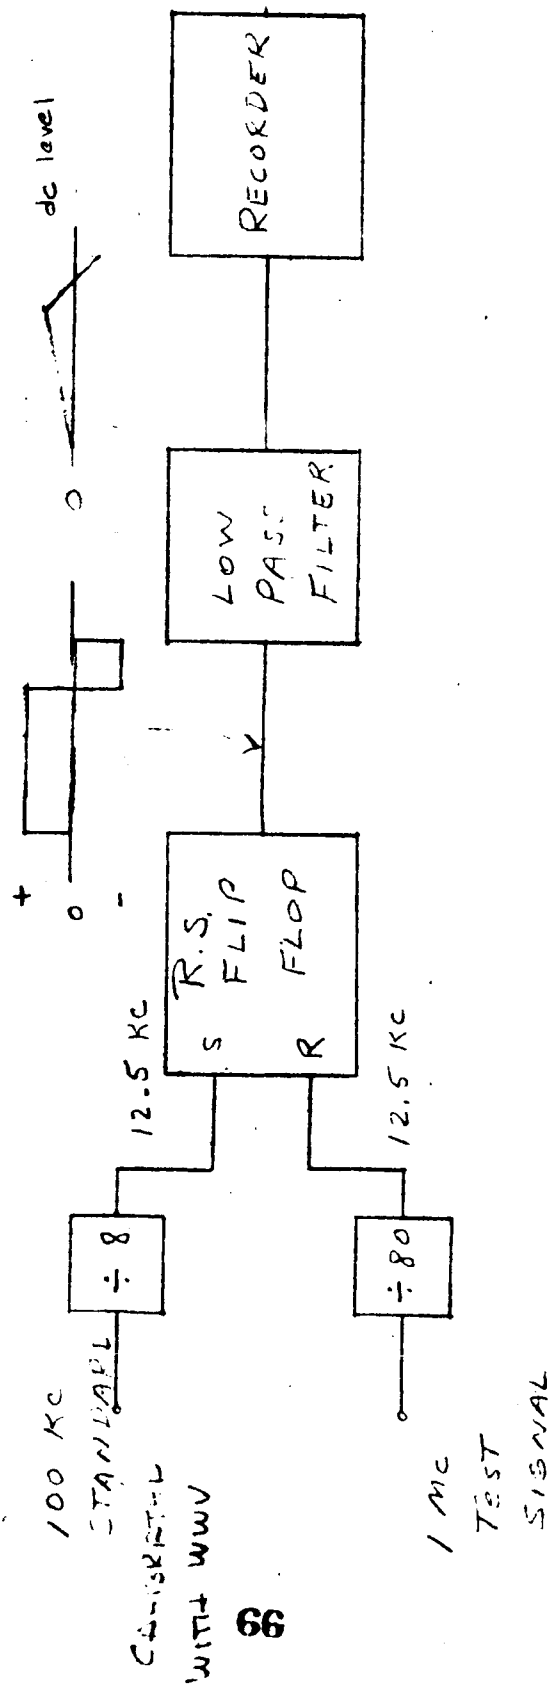 100 KC
STANDARD
CALIBRATED
WITH WWV
÷ 8
12.5 KC
1 MC
TEST
SIGNAL
÷ 80
12.5 KC
S
R
R.S.
FLIP
FLOP
+
0
-
LOW
PASS
FILTER
0
dc level
RECORDER
99